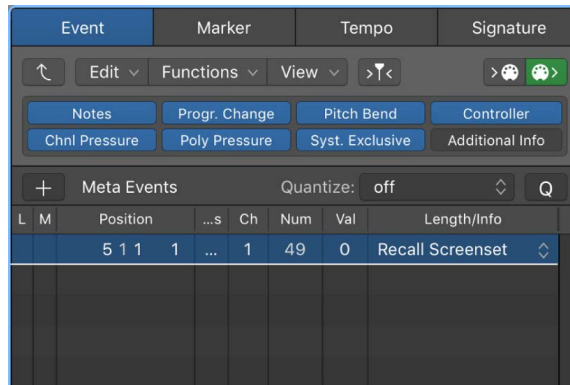 Event Marker Tempo Signature
Edit Functions View
Notes Progr. Change Pitch Bend Controller
Chnl Pressure Poly Pressure Syst. Exclusive Additional Info
+ Meta Events Quantize: off Q
L M Position ...s Ch Num Val Length/Info
5 1 1 1 ... 1 49 0 Recall Screenset